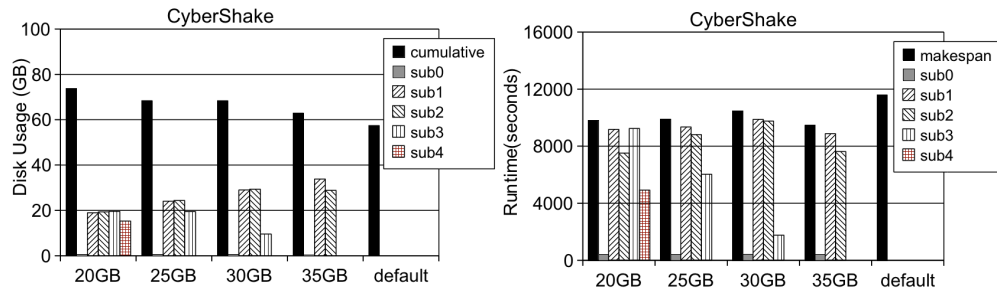 CyberShake
100
80
60
40
20
0
Disk Usage (GB)
cumulative
sub0
sub1
sub2
sub3
sub4
20GB 25GB 30GB 35GB default
CyberShake
16000
12000
8000
4000
0
Runtime(seconds)
makespan
sub0
sub1
sub2
sub3
sub4
20GB 25GB 30GB 35GB default